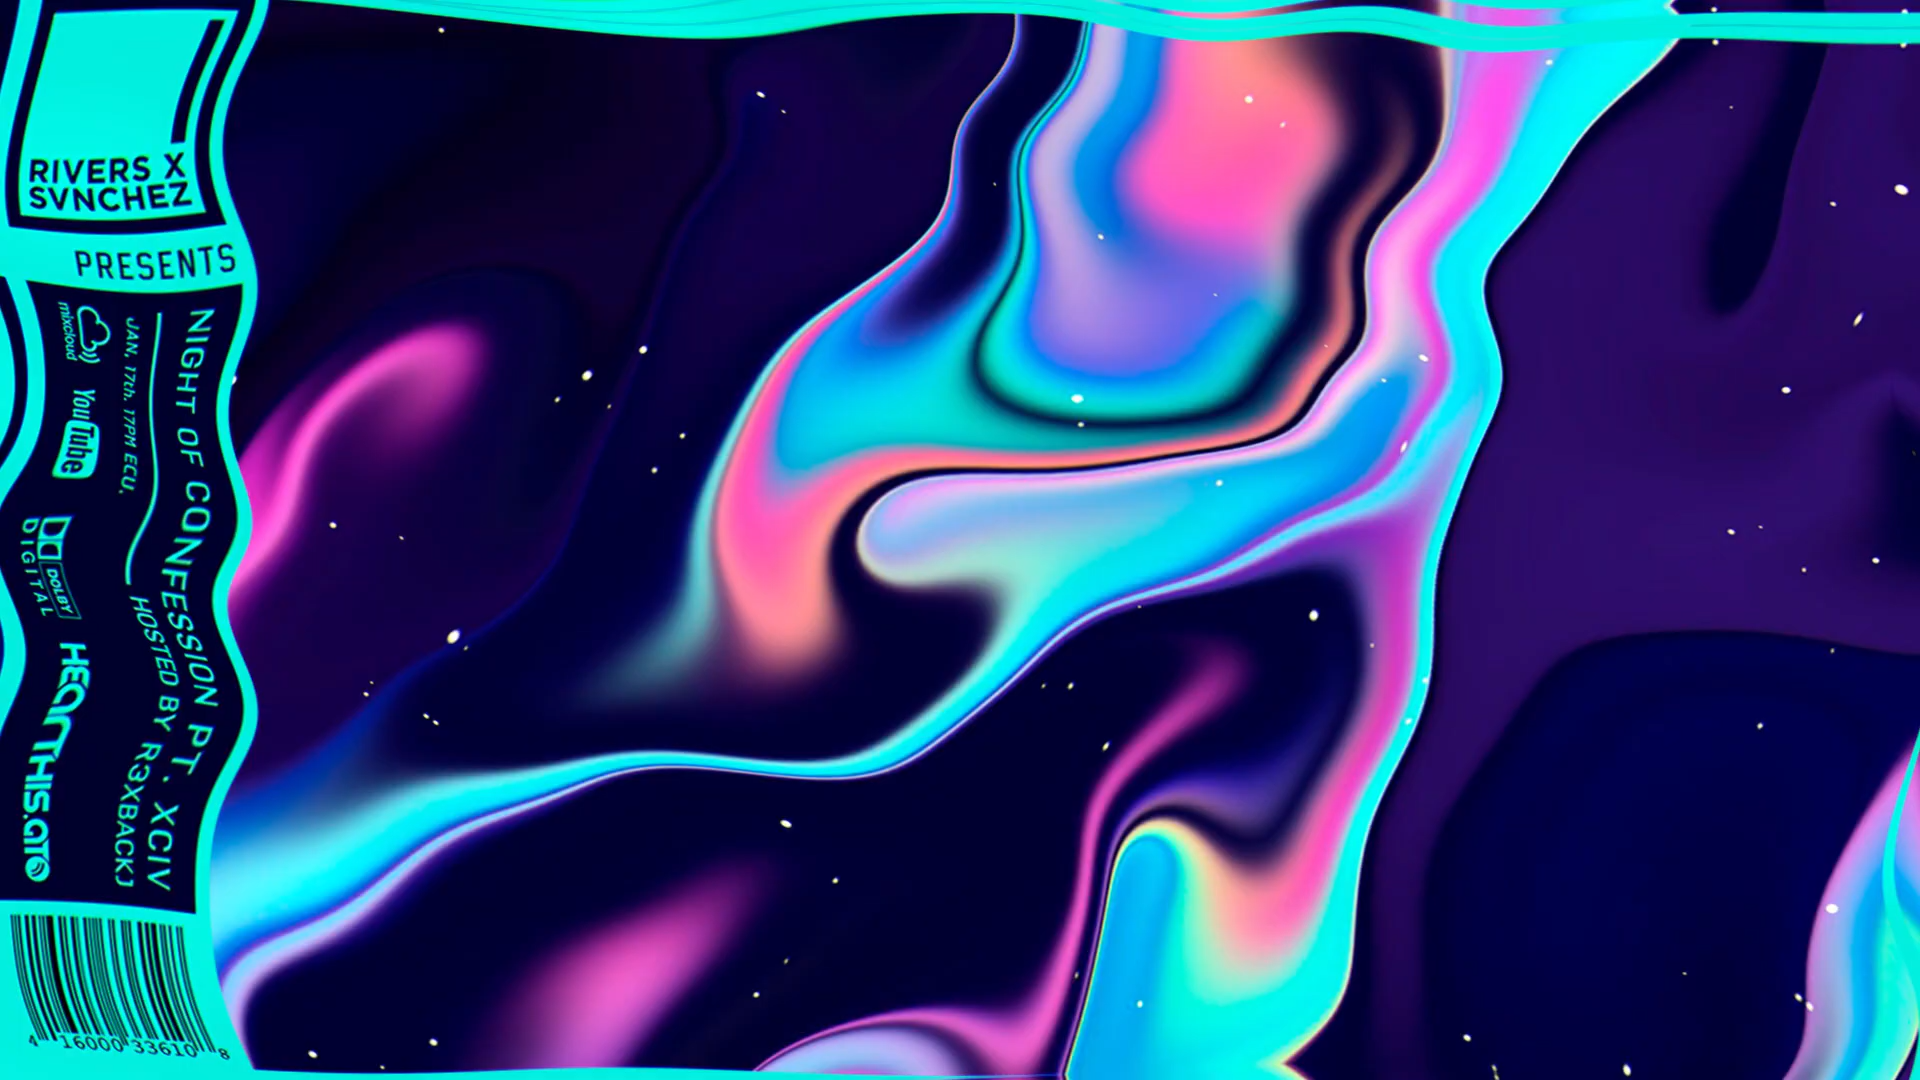 RIVERS X
SVNCHEZ
PRESENTS
NIGHT OF CONFESSION PT. XCIV
JAN, 17th. 17PM ECU.
HOSTED BY R3XBACKJ
mixcloud
YouTube
DOLBY
DIGITAL
HEARTHIS.AT
4 16000 33610 8